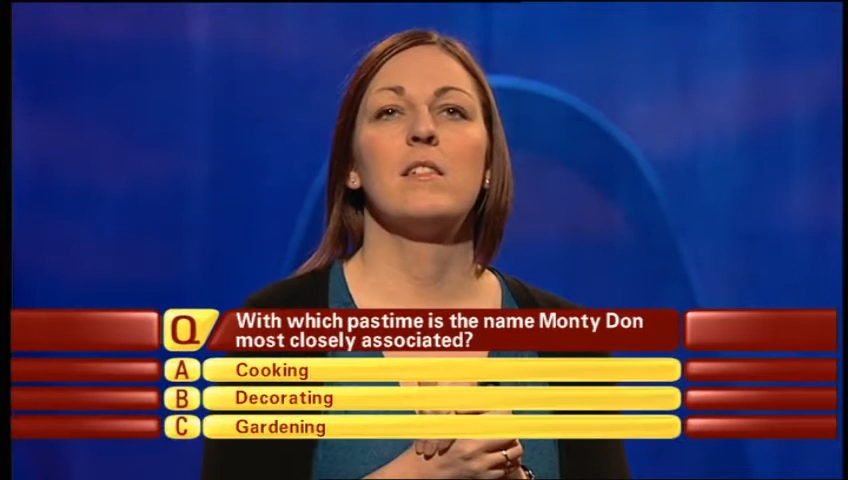 Q With which pastime is the name Monty Don
most closely associated?
A Cooking
B Decorating
C Gardening